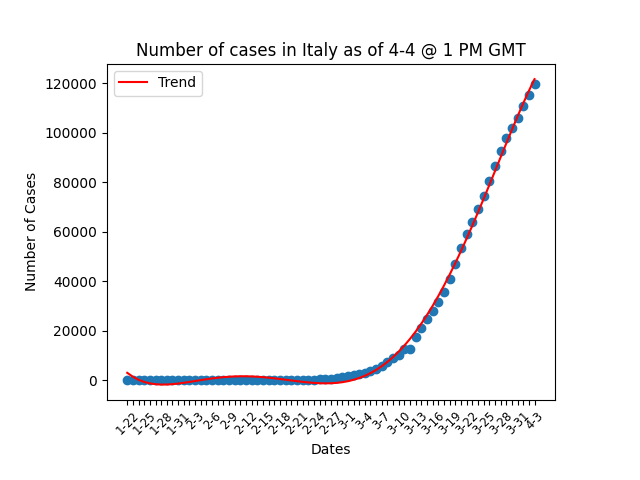 Number of cases in Italy as of 4-4 @ 1 PM GMT
Trend
120000
100000
80000
60000
40000
20000
0
Number of Cases
1-22 1-25 1-28 1-31 2-3 2-6 2-9 2-12 2-15 2-18 2-21 2-24 2-27 3-1 3-4 3-7 3-10 3-13 3-16 3-19 3-22 3-25 3-28 3-31 4-3
Dates